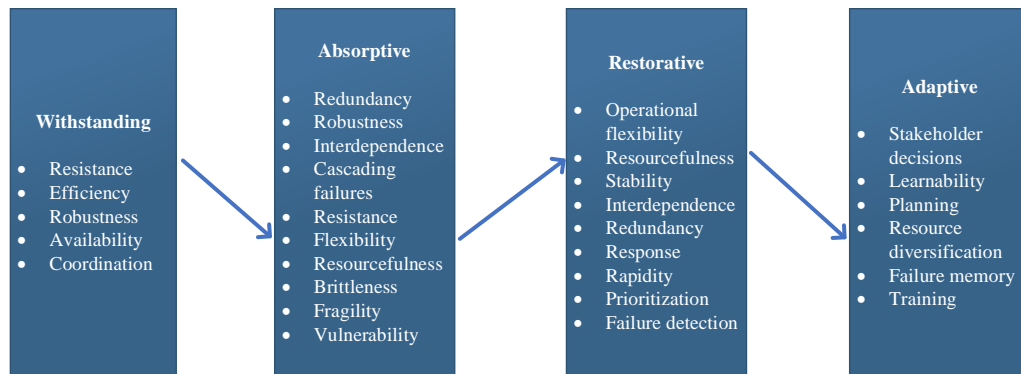 Withstanding
• Resistance
• Efficiency
• Robustness
• Availability
• Coordination
Absorptive
• Redundancy
• Robustness
• Interdependence
• Cascading
failures
• Resistance
• Flexibility
• Resourcefulness
• Brittleness
• Fragility
• Vulnerability
Restorative
• Operational
flexibility
• Resourcefulness
• Stability
• Interdependence
• Redundancy
• Response
• Rapidity
• Prioritization
• Failure detection
Adaptive
• Stakeholder
decisions
• Learnability
• Planning
• Resource
diversification
• Failure memory
• Training